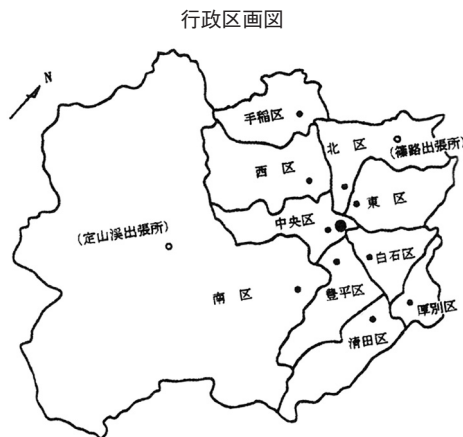 行政区画図
N
手稲区
北 区
(篠路出張所)
西 区
東 区
中央区
(定山渓出張所)
白石区
南 区
豊平区
厚別区
清田区